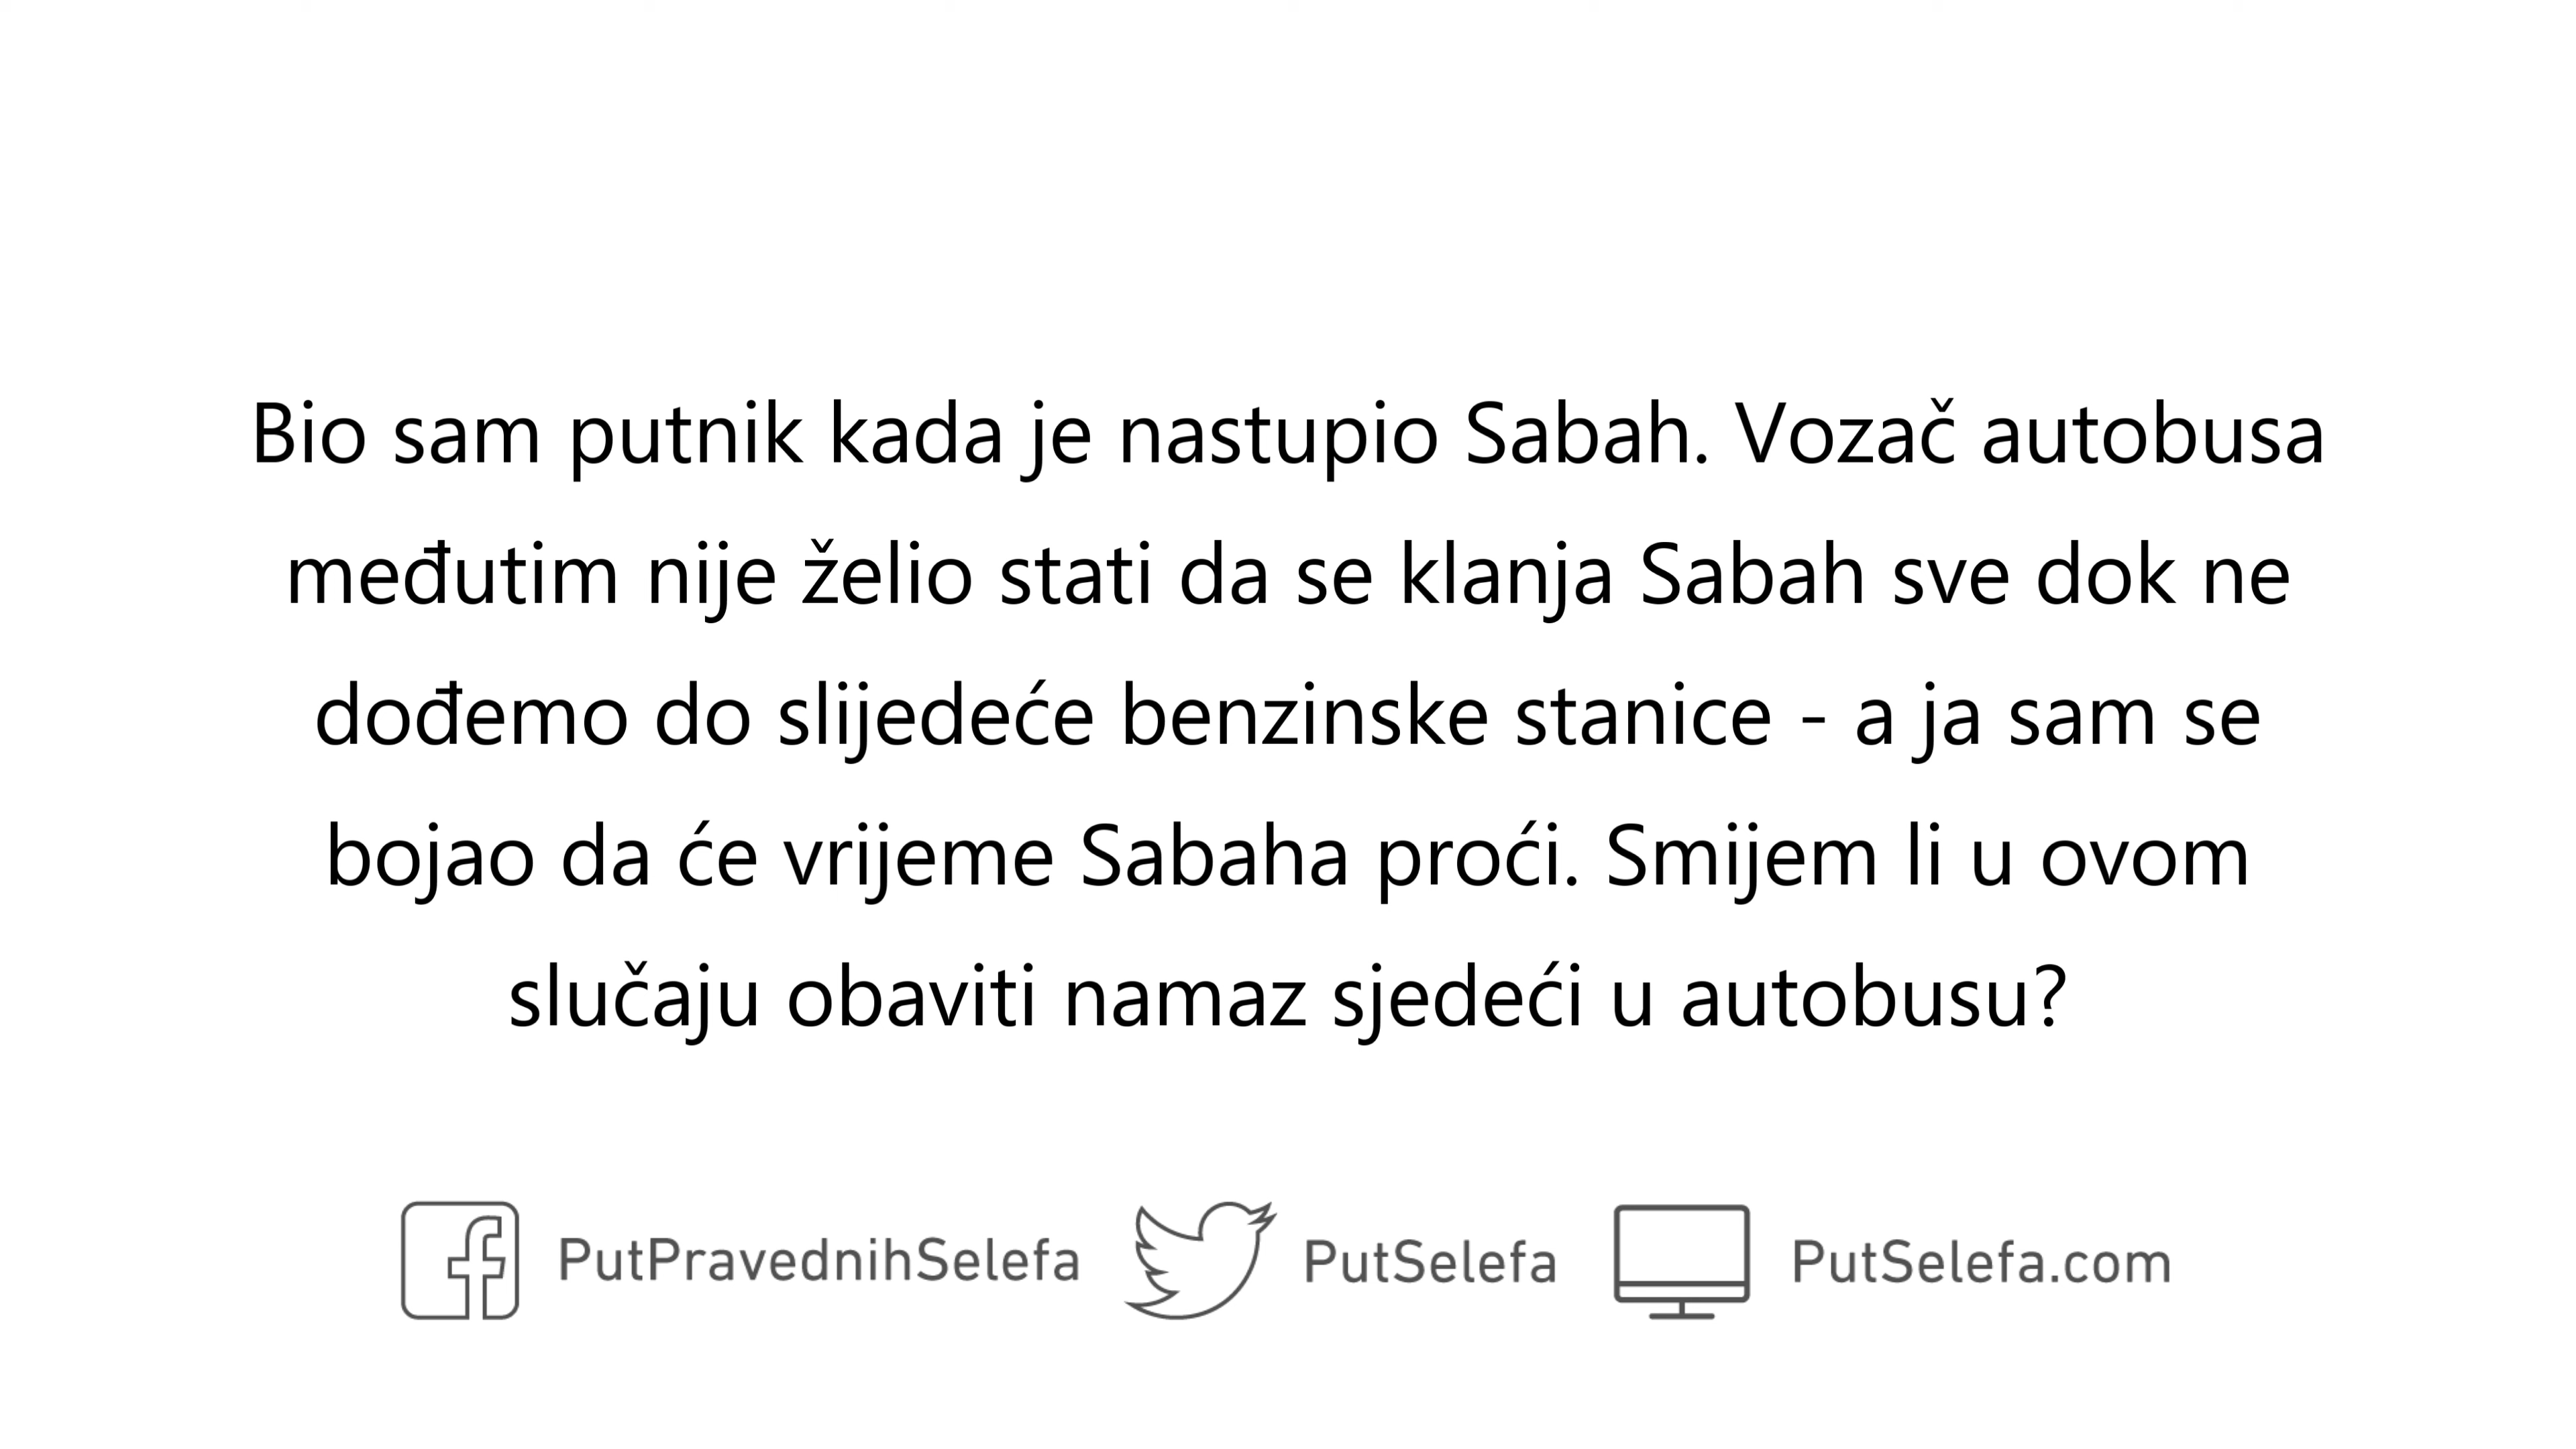 Bio sam putnik kada je nastupio Sabah. Vozač autobusa
međutim nije želio stati da se klanja Sabah sve dok ne
dođemo do slijedeće benzinske stanice - a ja sam se
bojao da će vrijeme Sabaha proći. Smijem li u ovom
slučaju obaviti namaz sjedeći u autobusu?
PutPravednihSelefa PutSelefa PutSelefa.com